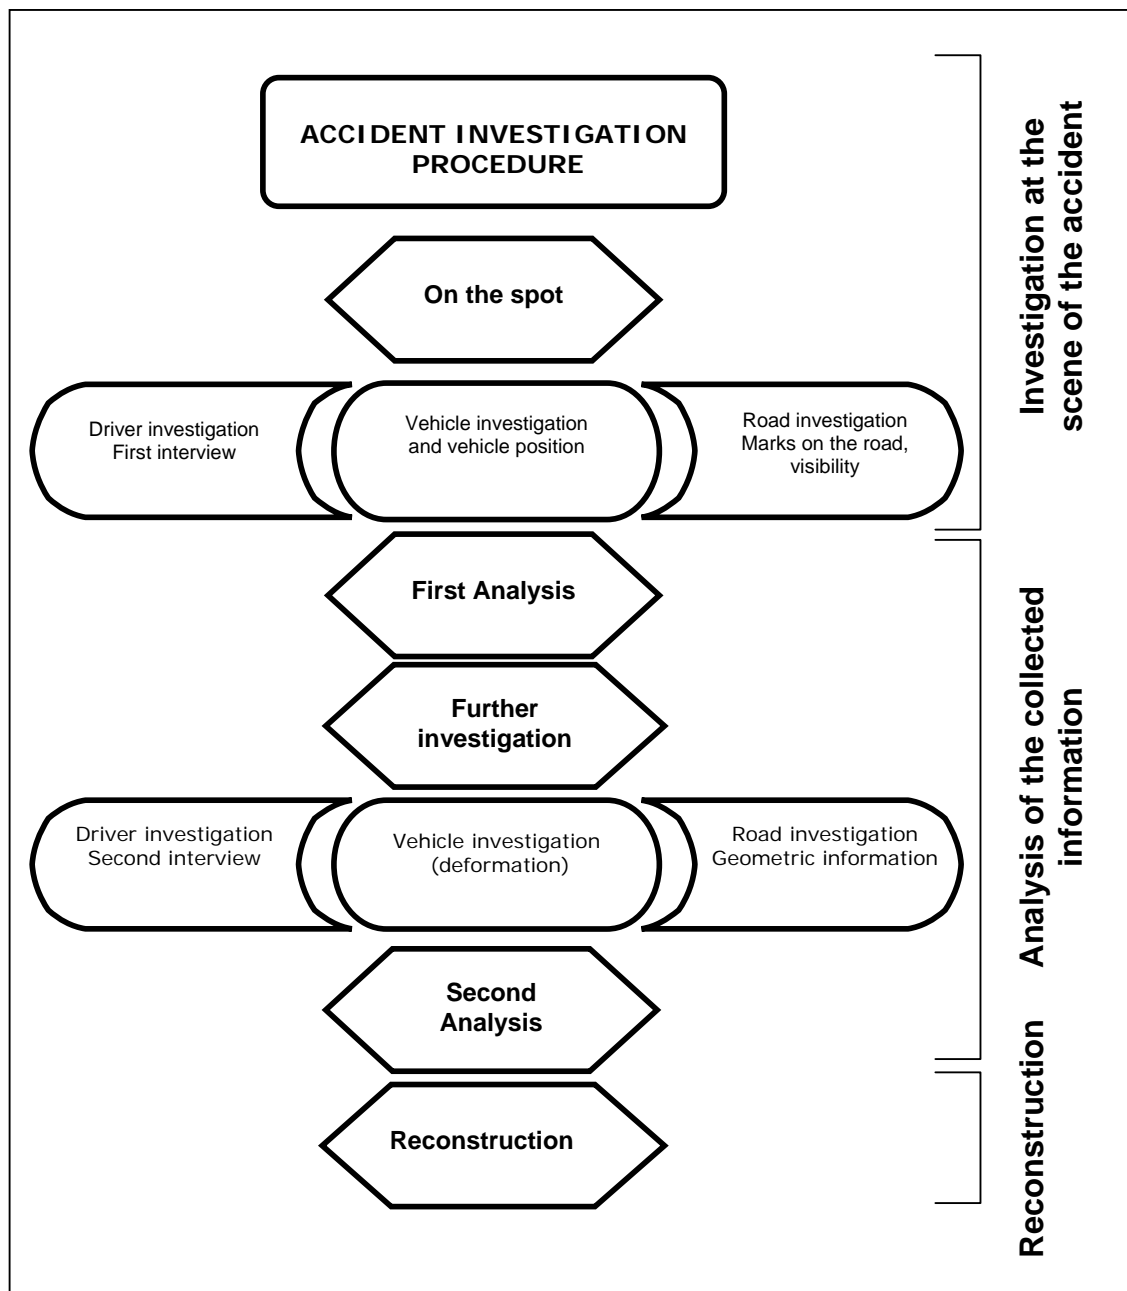 ACCIDENT INVESTIGATION
PROCEDURE
On the spot
Driver investigation
First interview
Vehicle investigation
and vehicle position
Road investigation
Marks on the road,
visibility
Investigation at the
scene of the accident
First Analysis
Further
investigation
Driver investigation
Second interview
Vehicle investigation
(deformation)
Road investigation
Geometric information
Second
Analysis
Analysis of the collected
information
Reconstruction
Reconstruction